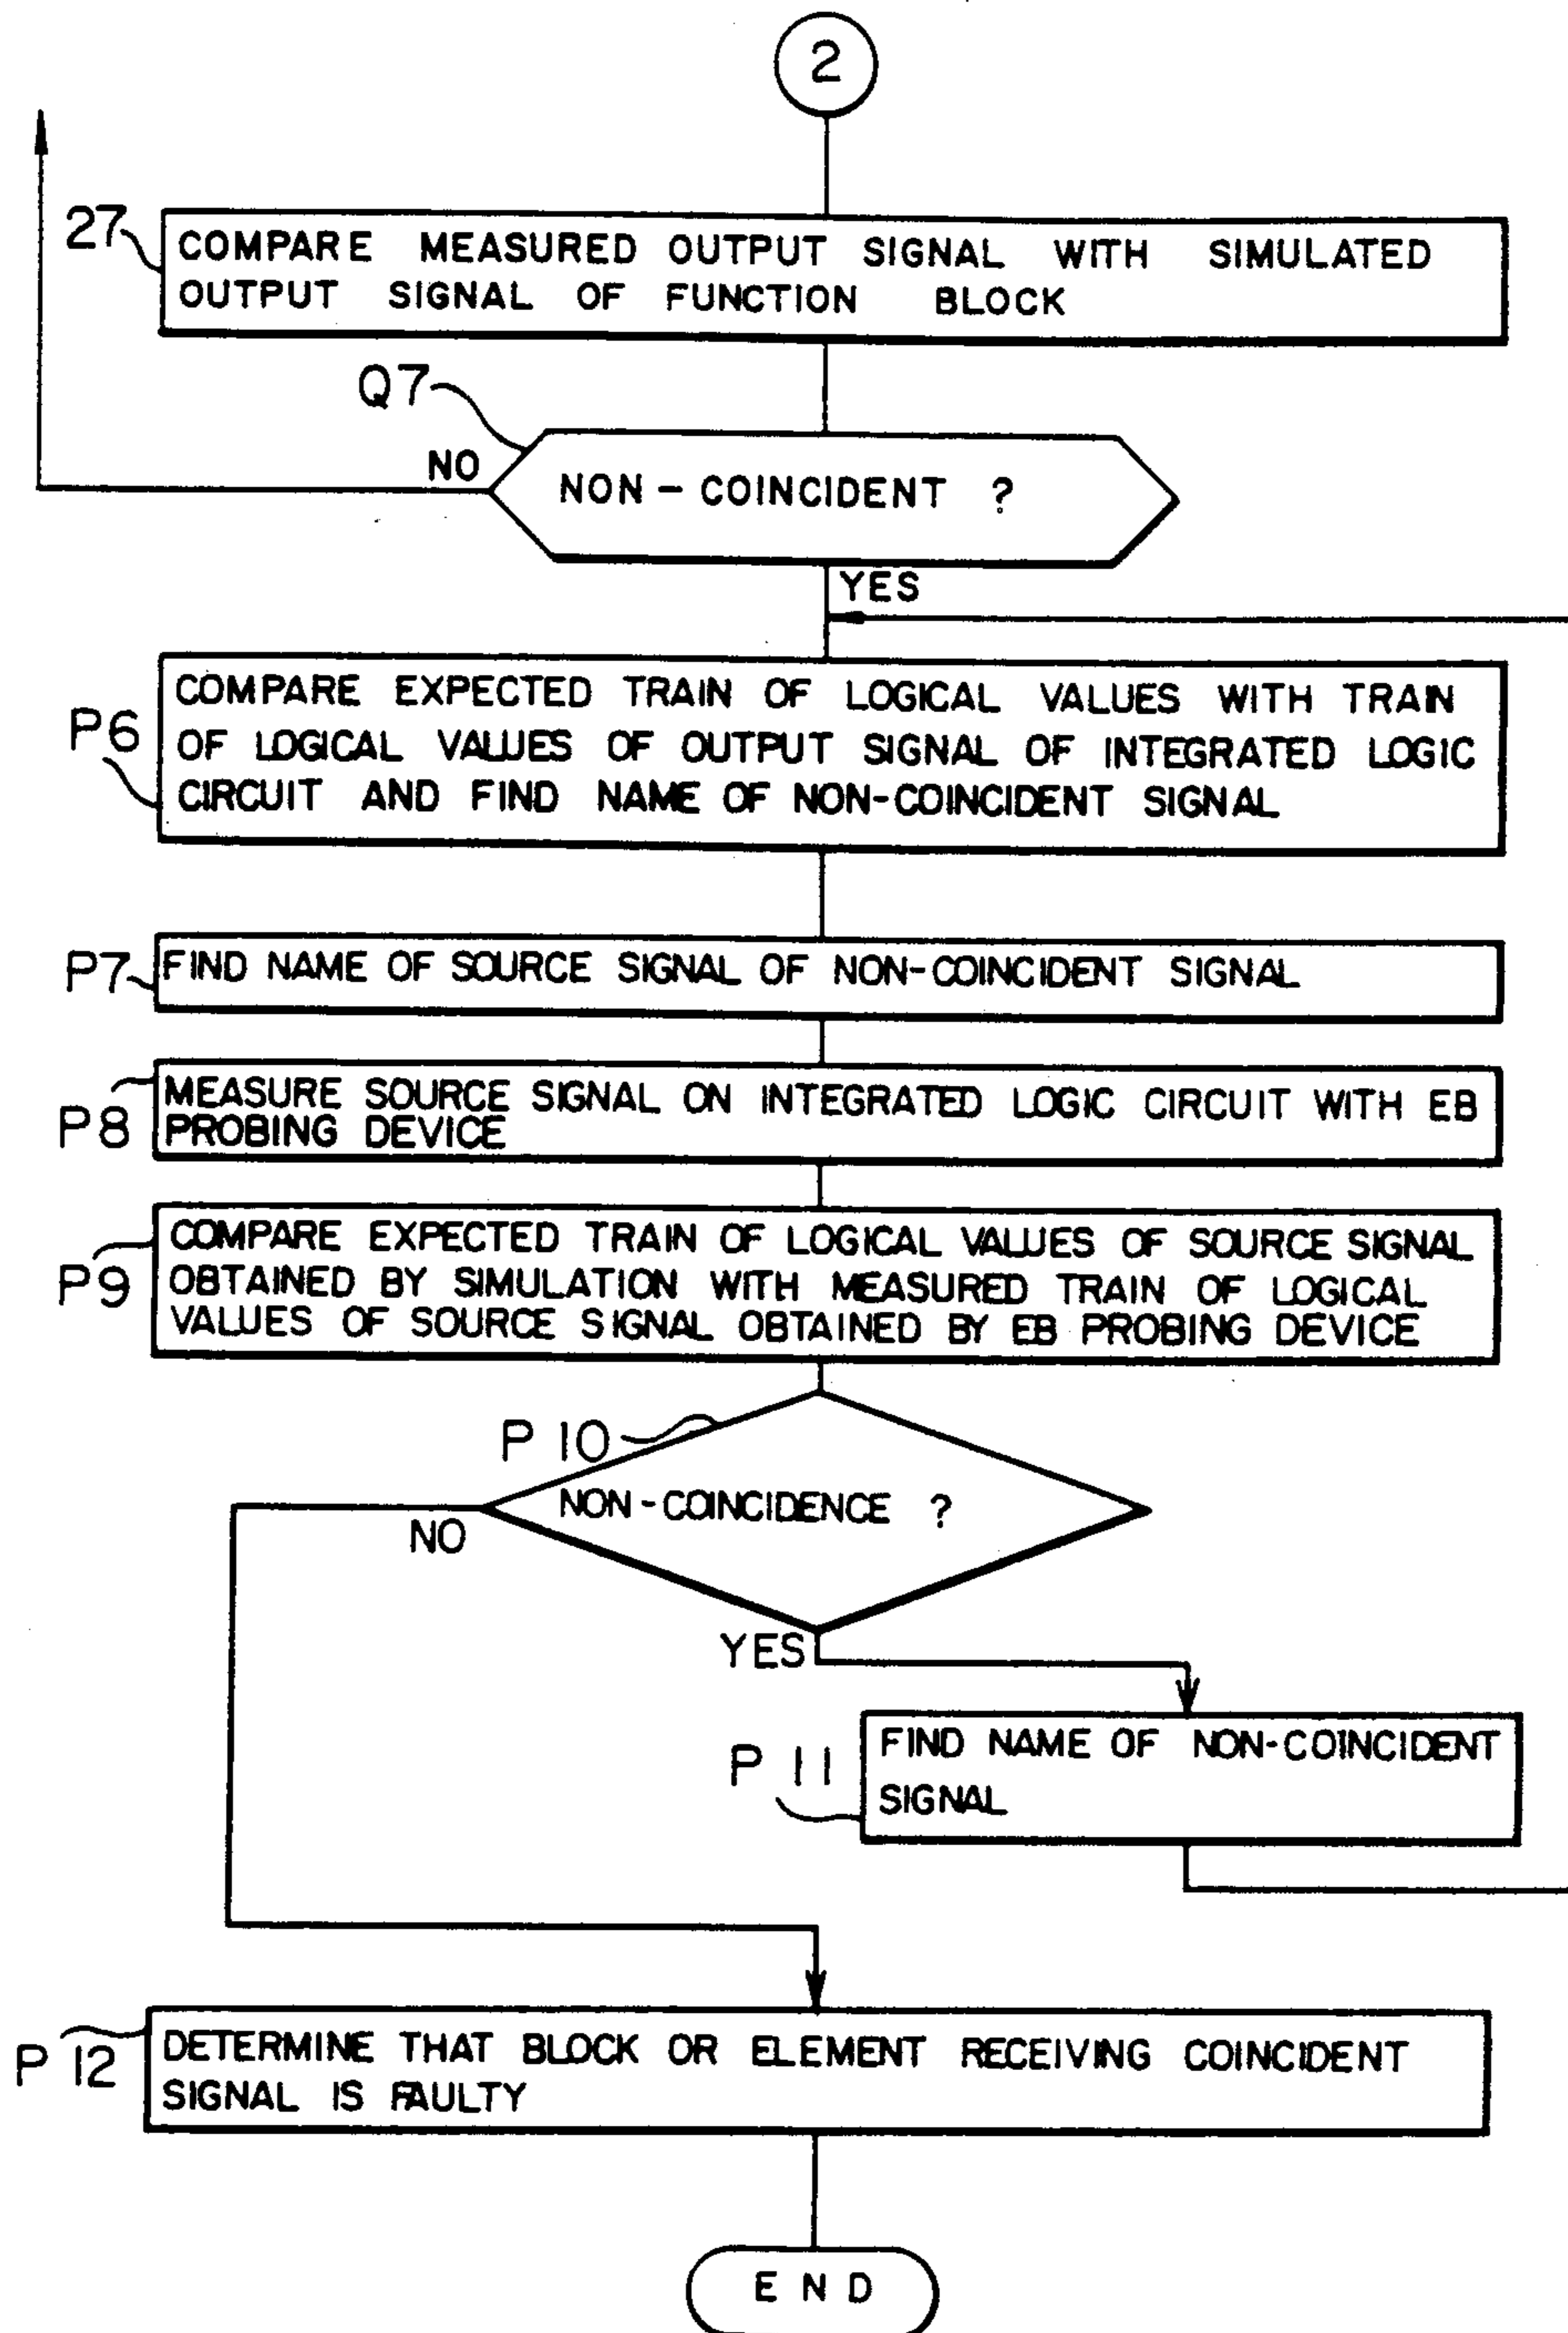 2
27
COMPARE MEASURED OUTPUT SIGNAL WITH SIMULATED
OUTPUT SIGNAL OF FUNCTION BLOCK
Q7
NO
NON-COINCIDENT ?
YES
P6
COMPARE EXPECTED TRAIN OF LOGICAL VALUES WITH TRAIN
OF LOGICAL VALUES OF OUTPUT SIGNAL OF INTEGRATED LOGIC
CIRCUIT AND FIND NAME OF NON-COINCIDENT SIGNAL
P7
FIND NAME OF SOURCE SIGNAL OF NON-COINCIDENT SIGNAL
P8
MEASURE SOURCE SIGNAL ON INTEGRATED LOGIC CIRCUIT WITH EB
PROBING DEVICE
P9
COMPARE EXPECTED TRAIN OF LOGICAL VALUES OF SOURCE SIGNAL
OBTAINED BY SIMULATION WITH MEASURED TRAIN OF LOGICAL
VALUES OF SOURCE SIGNAL OBTAINED BY EB PROBING DEVICE
P 10
NON-COINCIDENCE ?
NO
YES
P 11
FIND NAME OF NON-COINCIDENT
SIGNAL
P 12
DETERMINE THAT BLOCK OR ELEMENT RECEIVING COINCIDENT
SIGNAL IS FAULTY
END